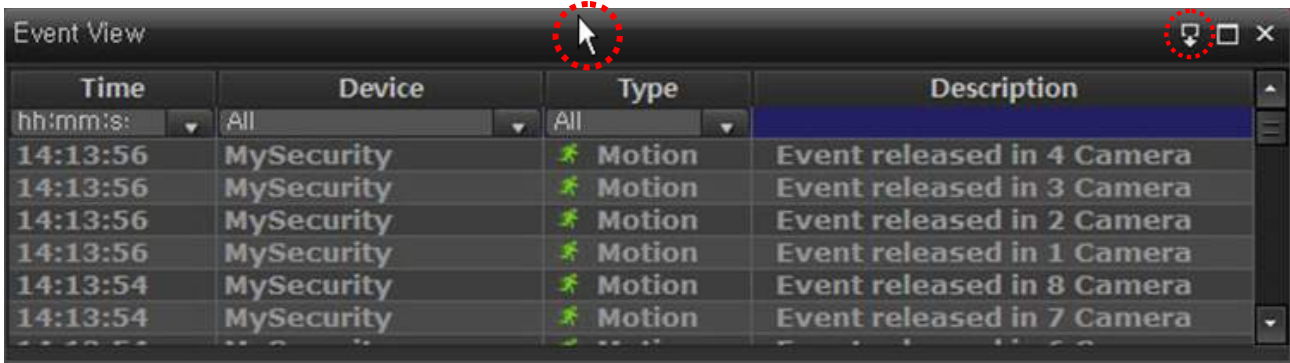 Event View
Time Device Type Description
hh:mm:s: All All
14:13:56 MySecurity Motion Event released in 4 Camera
14:13:56 MySecurity Motion Event released in 3 Camera
14:13:56 MySecurity Motion Event released in 2 Camera
14:13:56 MySecurity Motion Event released in 1 Camera
14:13:54 MySecurity Motion Event released in 8 Camera
14:13:54 MySecurity Motion Event released in 7 Camera